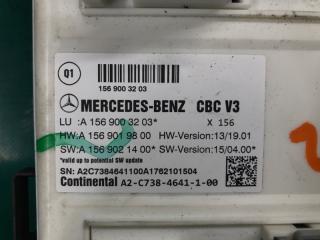 Q1
156 900 32 03
MERCEDES-BENZ CBC V3
LU :A 156 900 32 03* X 156
HW:A 156 901 98 00 HW-Version:13/19.01
SW:A 156 902 14 00* SW-Version:15/04.00*
*valid up to potential SW update
SN: A2C7384641100A1762101504
Continental A2-C738-4641-1-00